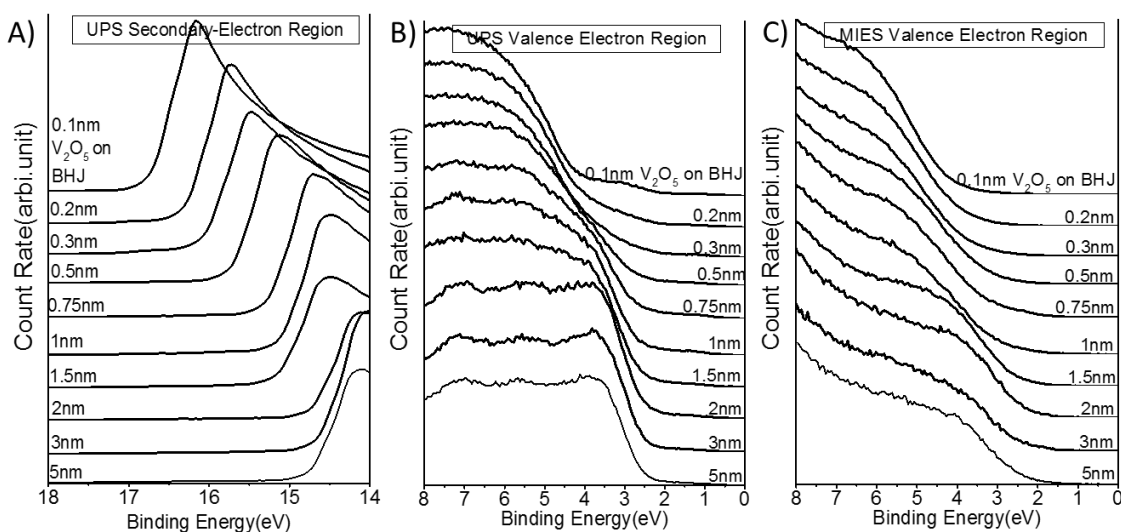 A)
UPS Secondary-Electron Region
Count Rate(arbi.unit)
0.1nm
V₂O₅ on
BHJ
0.2nm
0.3nm
0.5nm
0.75nm
1nm
1.5nm
2nm
3nm
5nm
18 17 16 15 14
Binding Energy(eV)
B)
UPS Valence Electron Region
Count Rate(arbi.unit)
0.1nm V₂O₅ on BHJ
0.2nm
0.3nm
0.5nm
0.75nm
1nm
1.5nm
2nm
3nm
5nm
8 7 6 5 4 3 2 1 0
Binding Energy(eV)
C)
MIES Valence Electron Region
Count Rate(arbi.unit)
0.1nm V₂O₅ on BHJ
0.2nm
0.3nm
0.5nm
0.75nm
1nm
1.5nm
2nm
3nm
5nm
8 7 6 5 4 3 2 1 0
Binding Energy(eV)